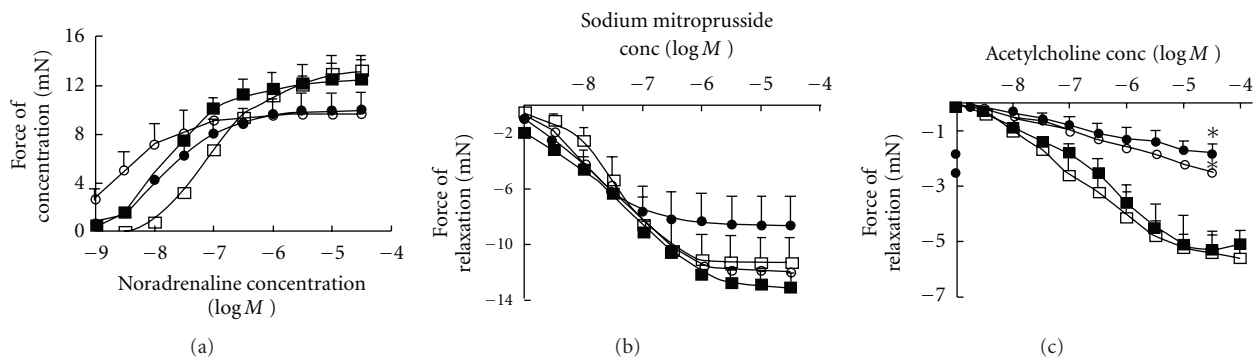 16
12
8
4
0
Force of
concentration (mN)
−9 −8 −7 −6 −5 −4
Noradrenaline concentration
(log M)
(a)
Sodium mitroprusside
conc (log M)
−8 −7 −6 −5 −4
−2
−6
−10
−14
Force of
relaxation (mN)
(b)
Acetylcholine conc (log M)
−8 −7 −6 −5 −4
−1
−3
−5
−7
Force of
relaxation (mN)
*
*
(c)